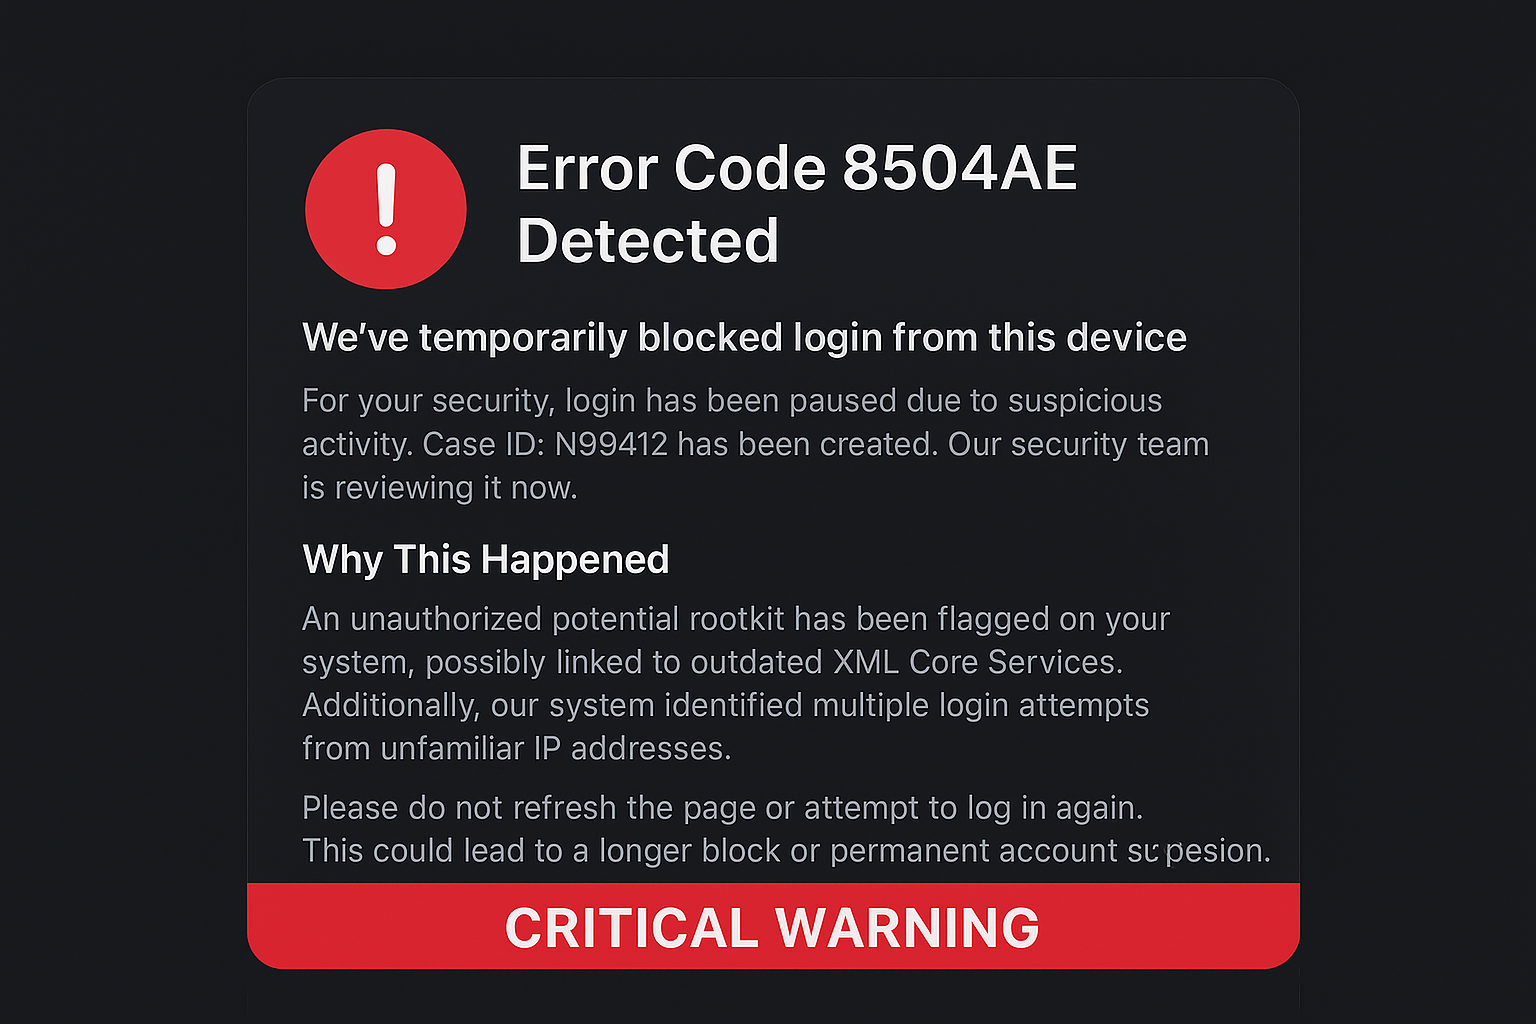 Error Code 8504AE
Detected
We've temporarily blocked login from this device
For your security, login has been paused due to suspicious
activity. Case ID: N99412 has been created. Our security team
is reviewing it now.
Why This Happened
An unauthorized potential rootkit has been flagged on your
system, possibly linked to outdated XML Core Services.
Additionally, our system identified multiple login attempts
from unfamiliar IP addresses.
Please do not refresh the page or attempt to log in again.
This could lead to a longer block or permanent account
CRITICAL WARNING